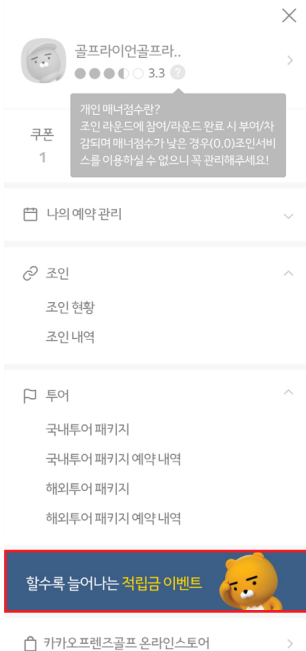 골프라이언골프라..
3.3 ?
개인 매너점수란?
조인 라운드에 참여/라운드 완료 시 부여/차
감되며 매너점수가 낮은 경우(0.0)조인서비
스를 이용하실 수 없으니 꼭 관리해주세요!
쿠폰
1
나의 예약 관리
조인
조인 현황
조인 내역
투어
국내투어 패키지
국내투어 패키지 예약 내역
해외투어 패키지
해외투어 패키지 예약 내역
할수록 늘어나는 적립금 이벤트
카카오프렌즈골프 온라인스토어